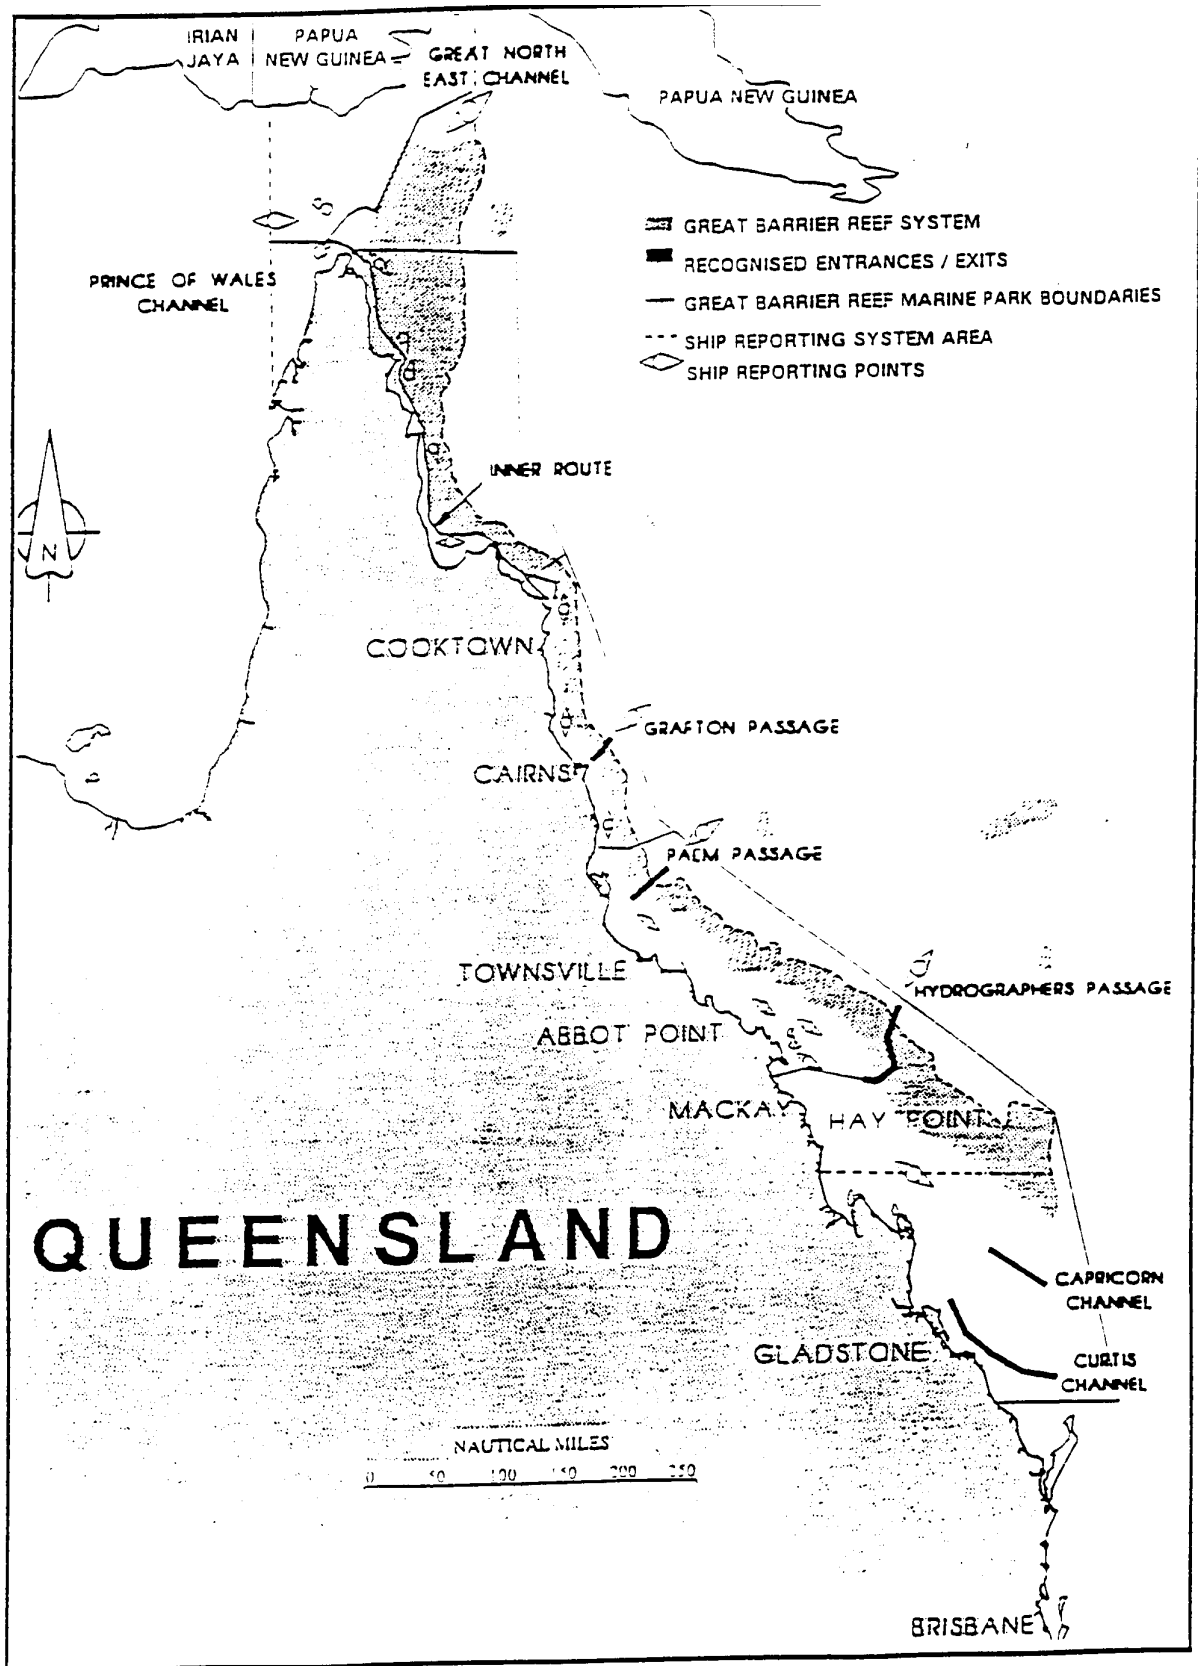 IRIAN
JAYA
PAPUA
NEW GUINEA
GREAT NORTH
EAST CHANNEL
PAPUA NEW GUINEA
GREAT BARRIER REEF SYSTEM
RECOGNISED ENTRANCES / EXITS
GREAT BARRIER REEF MARINE PARK BOUNDARIES
SHIP REPORTING SYSTEM AREA
SHIP REPORTING POINTS
PRINCE OF WALES
CHANNEL
INNER ROUTE
N
COOKTOWN
GRAFTON PASSAGE
CAIRNS
PALM PASSAGE
TOWNSVILLE
HYDROGRAPHERS PASSAGE
ABBOT POINT
MACKAY
HAY POINT
QUEENSLAND
CAPRICORN
CHANNEL
GLADSTONE
CURTIS
CHANNEL
NAUTICAL MILES
0 50 100 150 200 250
BRISBANE